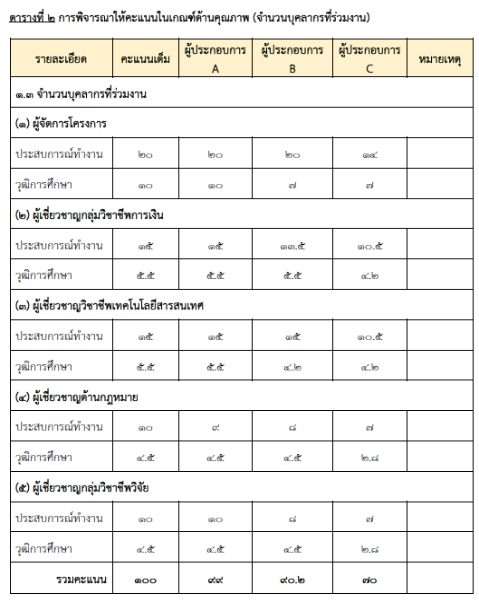 ตารางที่ ๒ การพิจารณาให้คะแนนในเกณฑ์ด้านคุณภาพ (จำนวนบุคลากรที่ร่วมงาน)
รายละเอียด คะแนนเต็ม ผู้ประกอบการ A ผู้ประกอบการ B ผู้ประกอบการ C หมายเหตุ
๑.๓ จำนวนบุคลากรที่ร่วมงาน
(๑) ผู้จัดการโครงการ
ประสบการณ์ทำงาน ๒๐ ๒๐ ๒๐ ๑๔
วุฒิการศึกษา ๑๐ ๑๐ ๗ ๗
(๒) ผู้เชี่ยวชาญกลุ่มวิชาชีพการเงิน
ประสบการณ์ทำงาน ๑๕ ๑๕ ๑๓.๕ ๑๐.๕
วุฒิการศึกษา ๕.๕ ๕.๕ ๕.๕ ๔.๒
(๓) ผู้เชี่ยวชาญวิชาชีพเทคโนโลยีสารสนเทศ
ประสบการณ์ทำงาน ๑๕ ๑๕ ๑๕ ๑๐.๕
วุฒิการศึกษา ๕.๕ ๕.๕ ๔.๒ ๔.๒
(๔) ผู้เชี่ยวชาญด้านกฎหมาย
ประสบการณ์ทำงาน ๑๐ ๙ ๘ ๗
วุฒิการศึกษา ๔.๕ ๔.๕ ๔.๕ ๒.๘
(๕) ผู้เชี่ยวชาญกลุ่มวิชาชีพวิจัย
ประสบการณ์ทำงาน ๑๐ ๑๐ ๘ ๗
วุฒิการศึกษา ๔.๕ ๔.๕ ๔.๕ ๒.๘
รวมคะแนน ๑๐๐ ๙๙ ๙๐.๒ ๗๐